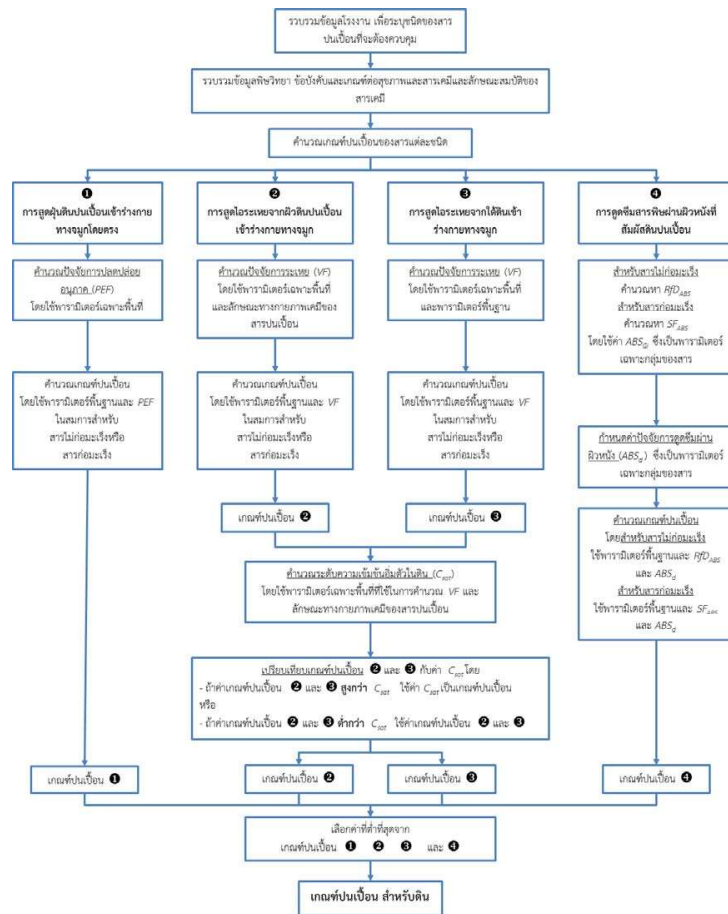 รวบรวมข้อมูลโรงงาน เพื่อระบุชนิดของสาร
ปนเปื้อนที่จะต้องควบคุม
รวบรวมข้อมูลพิษวิทยา ข้อบังคับและเกณฑ์ต่อสุขภาพและสารเคมีและลักษณะสมบัติของ
สารเคมี
คำนวณเกณฑ์ปนเปื้อนของสารแต่ละชนิด
❶
การสูดฝุ่นดินปนเปื้อนเข้าร่างกาย
ทางจมูกโดยตรง
คำนวณปัจจัยการปลดปล่อย
อนุภาค (PEF)
โดยใช้พารามิเตอร์เฉพาะพื้นที่
คำนวณเกณฑ์ปนเปื้อน
โดยใช้พารามิเตอร์พื้นฐานและ PEF
ในสมการสำหรับ
สารไม่ก่อมะเร็งหรือ
สารก่อมะเร็ง
❷
การสูดไอระเหยจากผิวดินปนเปื้อน
เข้าร่างกายทางจมูก
คำนวณปัจจัยการระเหย (VF)
โดยใช้พารามิเตอร์เฉพาะพื้นที่
และลักษณะทางกายภาพเคมีของ
สารปนเปื้อน
คำนวณเกณฑ์ปนเปื้อน
โดยใช้พารามิเตอร์พื้นฐานและ VF
ในสมการสำหรับ
สารไม่ก่อมะเร็งหรือ
สารก่อมะเร็ง
เกณฑ์ปนเปื้อน ❷
❸
การสูดไอระเหยจากใต้ดินเข้า
ร่างกายทางจมูก
คำนวณปัจจัยการระเหย (VF)
โดยใช้พารามิเตอร์เฉพาะพื้นที่
และพารามิเตอร์พื้นฐาน
คำนวณเกณฑ์ปนเปื้อน
โดยใช้พารามิเตอร์พื้นฐานและ VF
ในสมการสำหรับ
สารไม่ก่อมะเร็งหรือ
สารก่อมะเร็ง
เกณฑ์ปนเปื้อน ❸
❹
การดูดซึมสารพิษผ่านผิวหนังที่
สัมผัสดินปนเปื้อน
สำหรับสารไม่ก่อมะเร็ง
คำนวณหา RfD_ABS
สำหรับสารก่อมะเร็ง
คำนวณหา SF_ABS
โดยใช้ค่า ABS_GI ซึ่งเป็นพารามิเตอร์
เฉพาะกลุ่มของสาร
กำหนดค่าปัจจัยการดูดซึมผ่าน
ผิวหนัง (ABS_d) ซึ่งเป็นพารามิเตอร์
เฉพาะกลุ่มของสาร
คำนวณเกณฑ์ปนเปื้อน
โดยสำหรับสารไม่ก่อมะเร็ง
ใช้พารามิเตอร์พื้นฐานและ RfD_ABS
และ ABS_d
สำหรับสารก่อมะเร็ง
ใช้พารามิเตอร์พื้นฐานและ SF_ABS
และ ABS_d
คำนวณระดับความเข้มข้นอิ่มตัวในดิน (C_sat)
โดยใช้พารามิเตอร์เฉพาะพื้นที่ที่ใช้ในการคำนวณ VF และ
ลักษณะทางกายภาพเคมีของสารปนเปื้อน
เปรียบเทียบเกณฑ์ปนเปื้อน ❷ และ ❸ กับค่า C_sat โดย
- ถ้าค่าเกณฑ์ปนเปื้อน ❷ และ ❸ สูงกว่า C_sat ใช้ค่า C_sat เป็นเกณฑ์ปนเปื้อน
หรือ
- ถ้าค่าเกณฑ์ปนเปื้อน ❷ และ ❸ ต่ำกว่า C_sat ใช้ค่าเกณฑ์ปนเปื้อน ❷ และ ❸
เกณฑ์ปนเปื้อน ❶
เกณฑ์ปนเปื้อน ❷
เกณฑ์ปนเปื้อน ❸
เกณฑ์ปนเปื้อน ❹
เลือกค่าที่ต่ำที่สุดจาก
เกณฑ์ปนเปื้อน ❶ ❷ ❸ และ ❹
เกณฑ์ปนเปื้อน สำหรับดิน